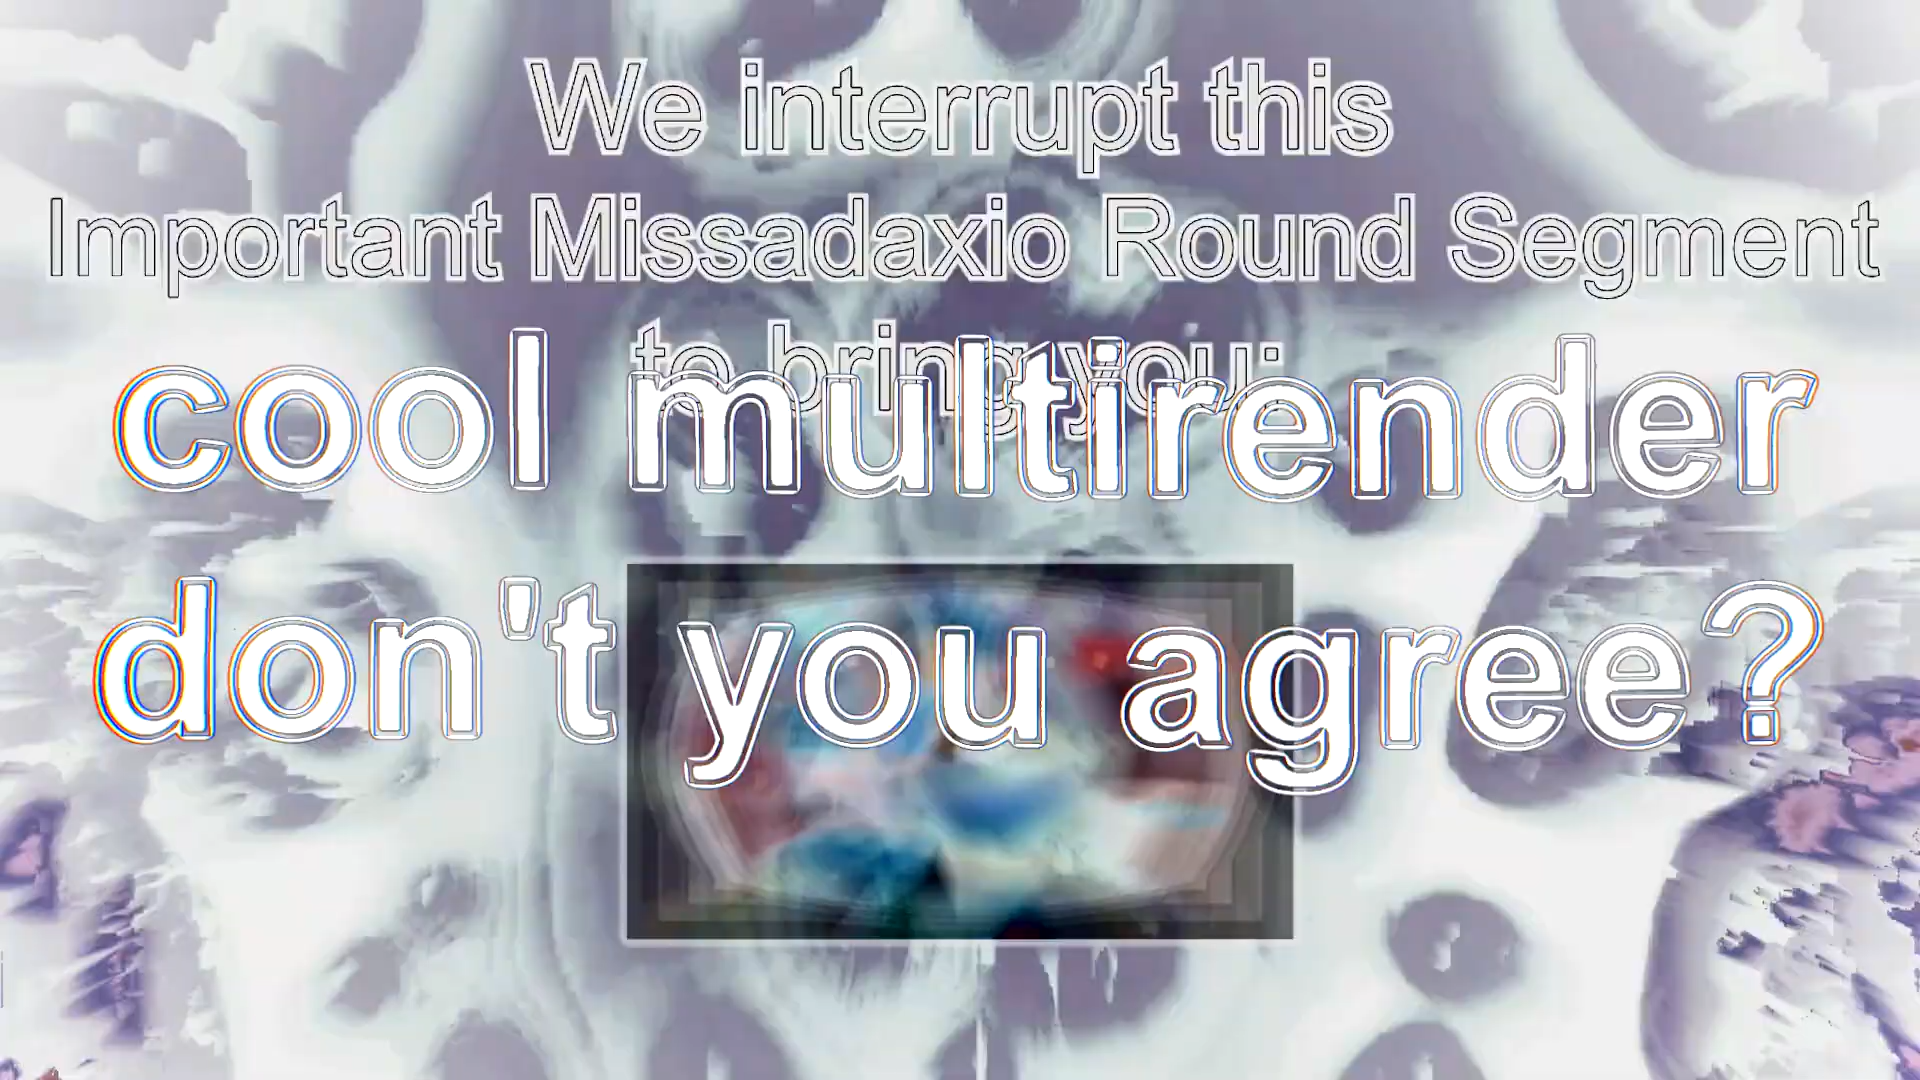 We interrupt this
Important Missadaxio Round Segment
to bring you:
cool multirender
don't you agree?